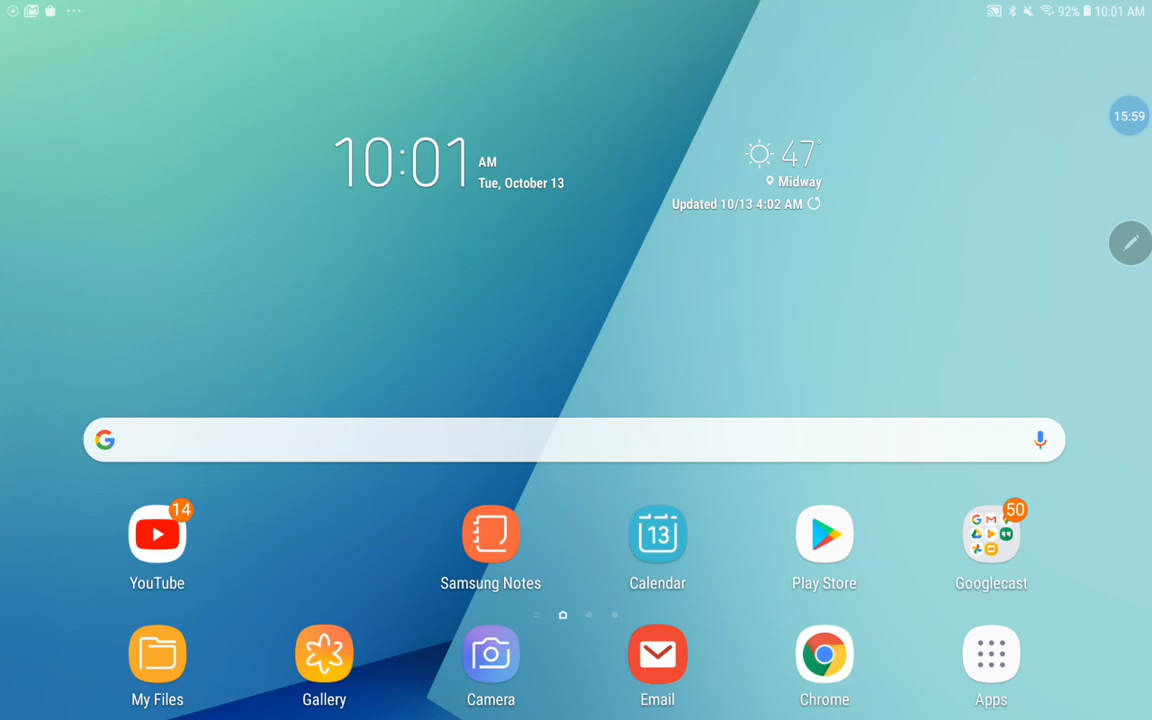 92% 10:01 AM
15:59
10:01 AM
Tue, October 13
47°
Midway
Updated 10/13 4:02 AM
14
13
50
YouTube
Samsung Notes
Calendar
Play Store
Googlecast
My Files
Gallery
Camera
Email
Chrome
Apps